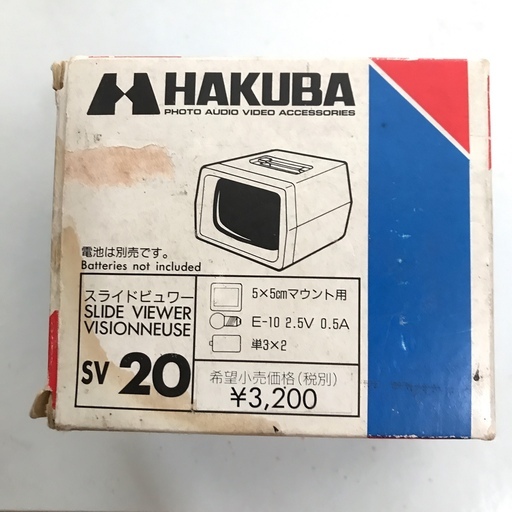 HAKUBA
PHOTO AUDIO VIDEO ACCESSORIES
電池は別売です。
Batteries not included
スライドビュワー
SLIDE VIEWER
VISIONNEUSE
SV 20
5×5cmマウント用
E-10 2.5V 0.5A
単3×2
希望小売価格(税別)
¥3,200